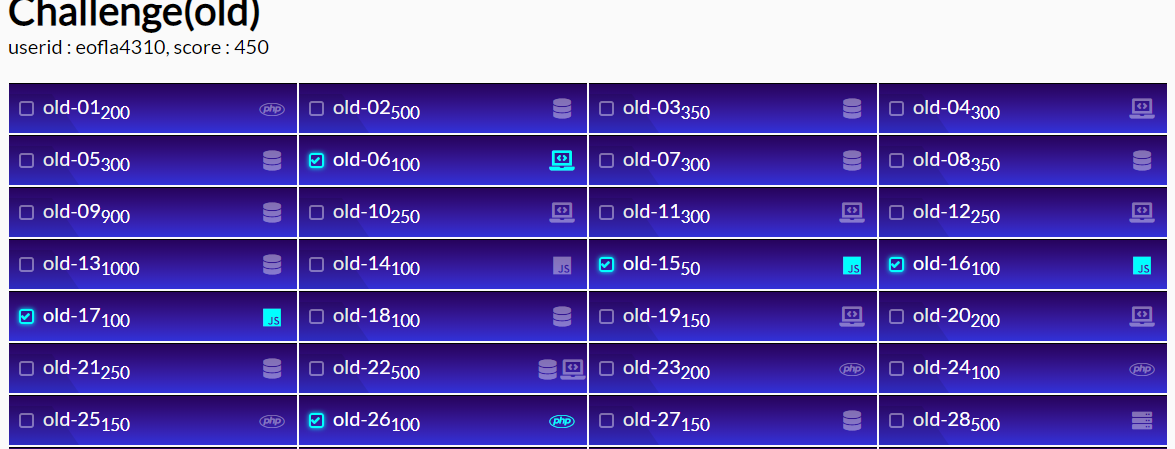 Challenge(old)
userid : eofla4310, score : 450
old-01200 php old-02500 old-03350 old-04300
old-05300 old-06100 old-07300 old-08350
old-09900 old-10250 old-11300 old-12250
old-131000 old-14100 JS old-1550 JS old-16100 JS
old-17100 JS old-18100 old-19150 old-20200
old-21250 old-22500 old-23200 php old-24100 php
old-25150 php old-26100 php old-27150 old-28500